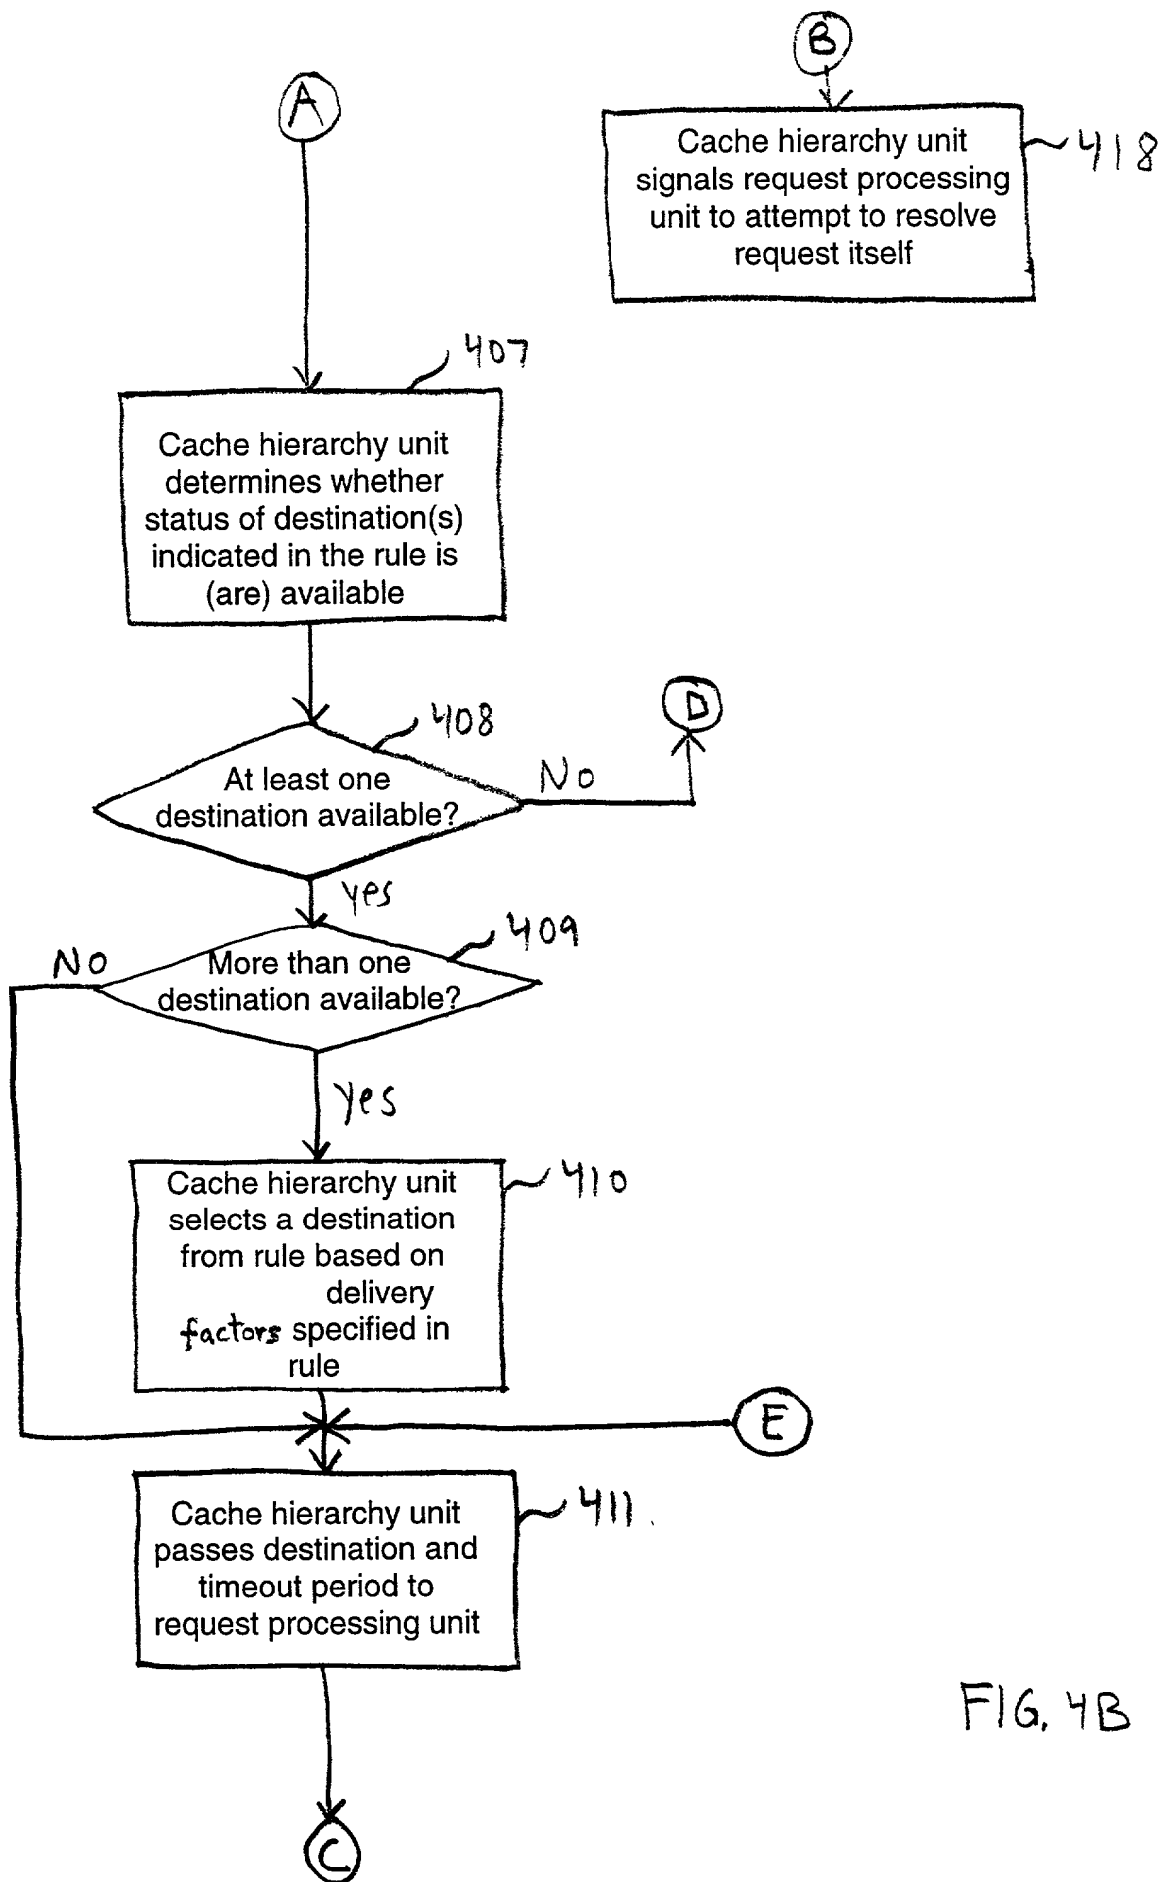 B
A
Cache hierarchy unit
signals request processing
unit to attempt to resolve
request itself
418
407
Cache hierarchy unit
determines whether
status of destination(s)
indicated in the rule is
(are) available
408
D
At least one
destination available?
No
yes
409
No
More than one
destination available?
yes
410
Cache hierarchy unit
selects a destination
from rule based on
delivery
factors specified in
rule
E
411
Cache hierarchy unit
passes destination and
timeout period to
request processing unit
FIG. 4B
C